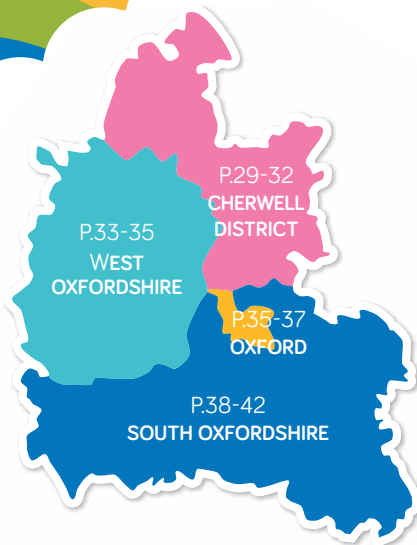 P.29-32
CHERWELL
DISTRICT
P.33-35
WEST
OXFORDSHIRE
P.35-37
OXFORD
P.38-42
SOUTH OXFORDSHIRE